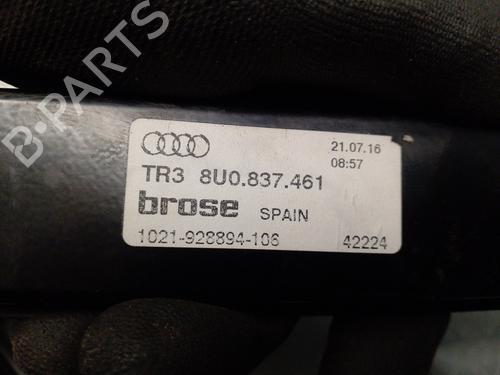 B-PARTS
21.07.16
08:57
TR3 8U0.837.461
brose SPAIN
1021-928894-106 42224